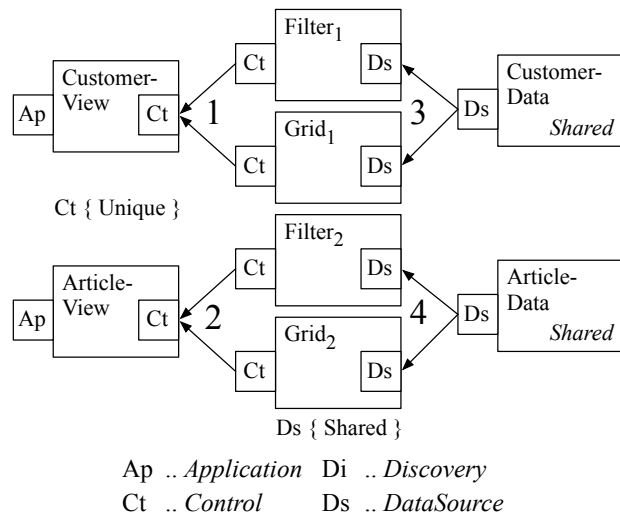 Customer-
View
Ap
Ct
1
Ct
Filter₁
Ds
Ct
Grid₁
Ds
3
Ds
Customer-
Data
Shared
Ct { Unique }
Article-
View
Ap
Ct
2
Ct
Filter₂
Ds
Ct
Grid₂
Ds
4
Ds
Article-
Data
Shared
Ds { Shared }
Ap .. Application Di .. Discovery
Ct .. Control Ds .. DataSource